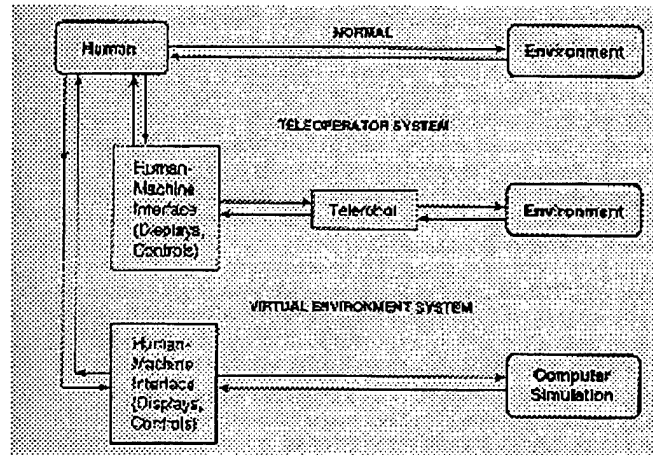 NORMAL
Human
Environment
TELEOPERATOR SYSTEM
Human-
Machine
Interface
(Displays,
Controls)
Telerobot
Environment
VIRTUAL ENVIRONMENT SYSTEM
Human-
Machine
Interface
(Displays,
Controls)
Computer
Simulation